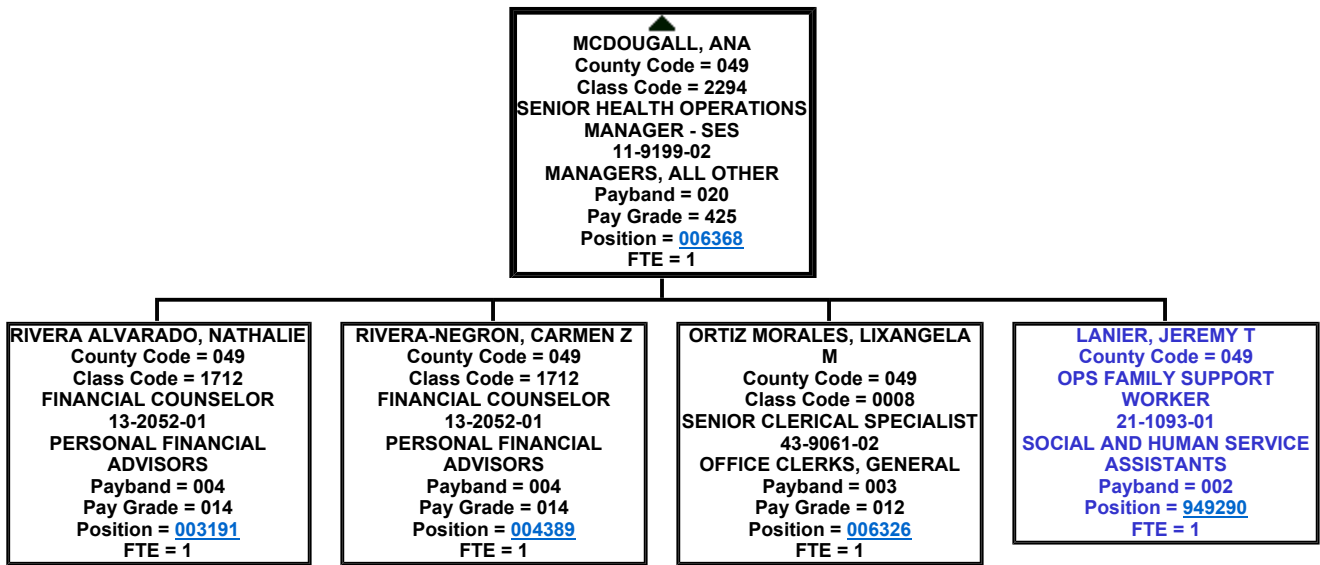 MCDOUGALL, ANA
County Code = 049
Class Code = 2294
SENIOR HEALTH OPERATIONS
MANAGER - SES
11-9199-02
MANAGERS, ALL OTHER
Payband = 020
Pay Grade = 425
Position = 006368
FTE = 1
RIVERA ALVARADO, NATHALIE
County Code = 049
Class Code = 1712
FINANCIAL COUNSELOR
13-2052-01
PERSONAL FINANCIAL
ADVISORS
Payband = 004
Pay Grade = 014
Position = 003191
FTE = 1
RIVERA-NEGRON, CARMEN Z
County Code = 049
Class Code = 1712
FINANCIAL COUNSELOR
13-2052-01
PERSONAL FINANCIAL
ADVISORS
Payband = 004
Pay Grade = 014
Position = 004389
FTE = 1
ORTIZ MORALES, LIXANGELA
M
County Code = 049
Class Code = 0008
SENIOR CLERICAL SPECIALIST
43-9061-02
OFFICE CLERKS, GENERAL
Payband = 003
Pay Grade = 012
Position = 006326
FTE = 1
LANIER, JEREMY T
County Code = 049
OPS FAMILY SUPPORT
WORKER
21-1093-01
SOCIAL AND HUMAN SERVICE
ASSISTANTS
Payband = 002
Position = 949290
FTE = 1